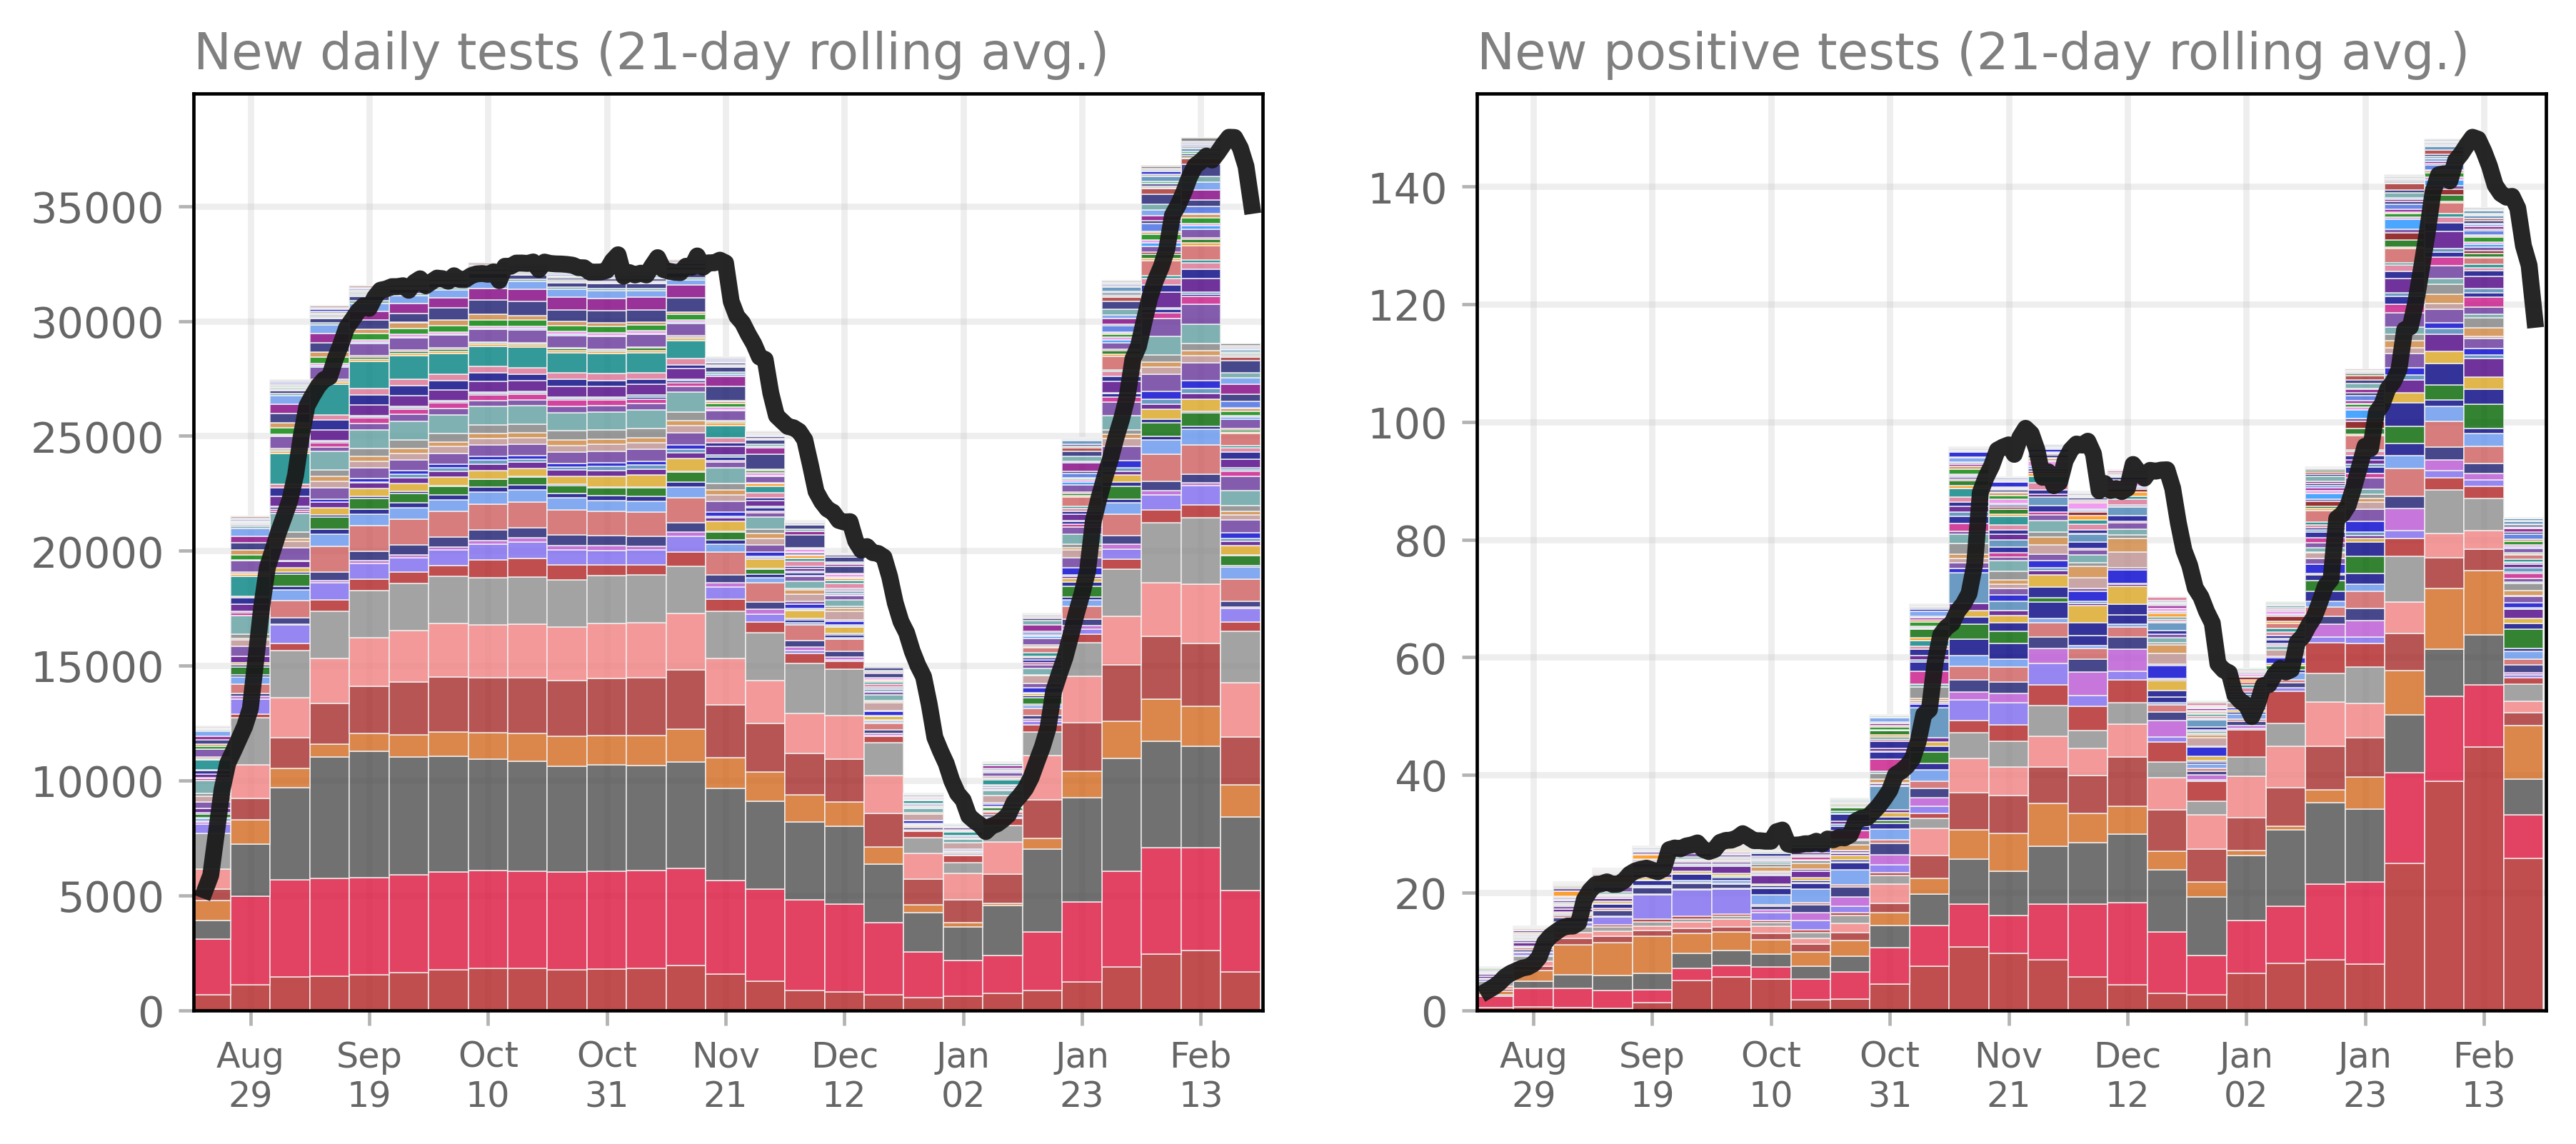 New daily tests (21-day rolling avg.)
35000
30000
25000
20000
15000
10000
5000
0
Aug Sep Oct Oct Nov Dec Jan Jan Feb
29 19 10 31 21 12 02 23 13
New positive tests (21-day rolling avg.)
140
120
100
80
60
40
20
0
Aug Sep Oct Oct Nov Dec Jan Jan Feb
29 19 10 31 21 12 02 23 13